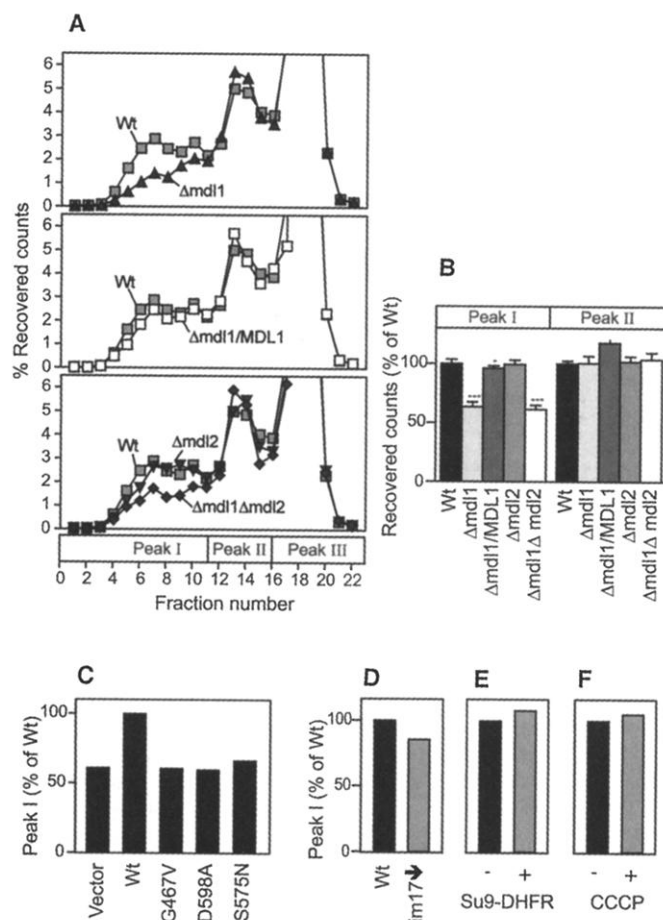 A
6
5
4
3
2
1
0
Wt
Δmdl1
6
5
4
3
2
1
0
Wt
Δmdl1/MDL1
6
5
4
3
2
1
0
Wt
Δmdl2
Δmdl1Δmdl2
% Recovered counts
Peak I Peak II Peak III
0 2 4 6 8 10 12 14 16 18 20 22
Fraction number
B
Peak I Peak II
Recovered counts (% of Wt)
100
50
0
***
*
***
Wt
Δmdl1
Δmdl1/MDL1
Δmdl2
Δmdl1Δ mdl2
Wt
Δmdl1
Δmdl1/MDL1
Δmdl2
Δmdl1Δ mdl2
C
Peak I (% of Wt)
100
50
0
Vector
Wt
G467V
D598A
S575N
D
100
50
0
Wt
im17➔
E
- +
Su9-DHFR
F
- +
CCCP